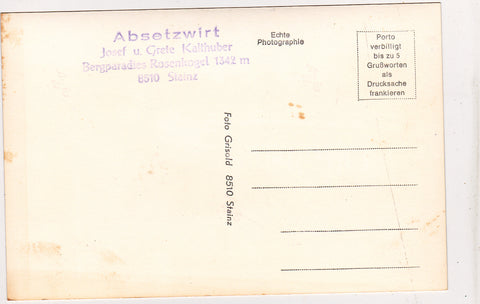 Absetzwirt
Josef u. Grete Kalthuber
Bergparadies Rosenkogel 1342 m
8510 Stainz
Echte
Photographie
Porto
verbilligt
bis zu 5
Grußworten
als
Drucksache
frankieren
Foto Grisold 8510 Stainz